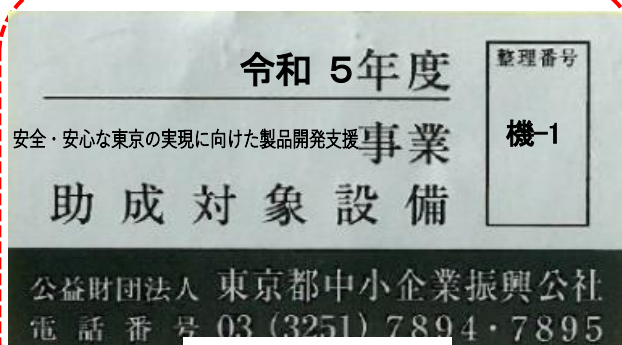 令和 5年度
整理番号
機-1
安全・安心な東京の実現に向けた製品開発支援事業
助成対象設備
公益財団法人 東京都中小企業振興公社
電話番号 03(3251)7894・7895